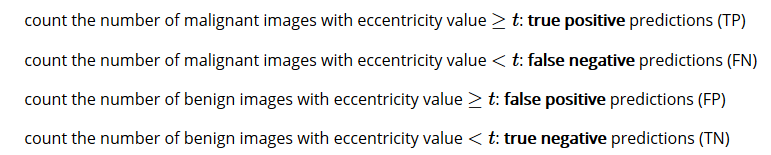 count the number of malignant images with eccentricity value ≥ t: true positive predictions (TP)
count the number of malignant images with eccentricity value < t: false negative predictions (FN)
count the number of benign images with eccentricity value ≥ t: false positive predictions (FP)
count the number of benign images with eccentricity value < t: true negative predictions (TN)